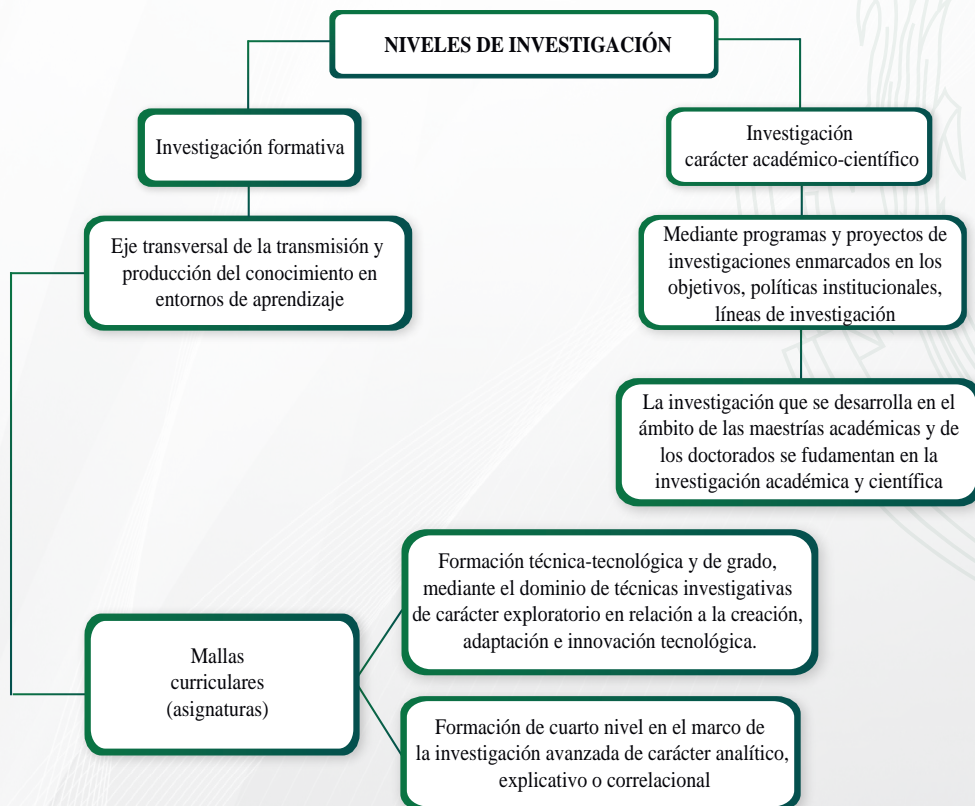 NIVELES DE INVESTIGACIÓN
Investigación formativa
Investigación
carácter académico-científico
Eje transversal de la transmisión y
producción del conocimiento en
entornos de aprendizaje
Mediante programas y proyectos de
investigaciones enmarcados en los
objetivos, políticas institucionales,
líneas de investigación
La investigación que se desarrolla en el
ámbito de las maestrías académicas y de
los doctorados se fudamentan en la
investigación académica y científica
Formación técnica-tecnológica y de grado,
mediante el dominio de técnicas investigativas
de carácter exploratorio en relación a la creación,
adaptación e innovación tecnológica.
Mallas
curriculares
(asignaturas)
Formación de cuarto nivel en el marco de
la investigación avanzada de carácter analítico,
explicativo o correlacional